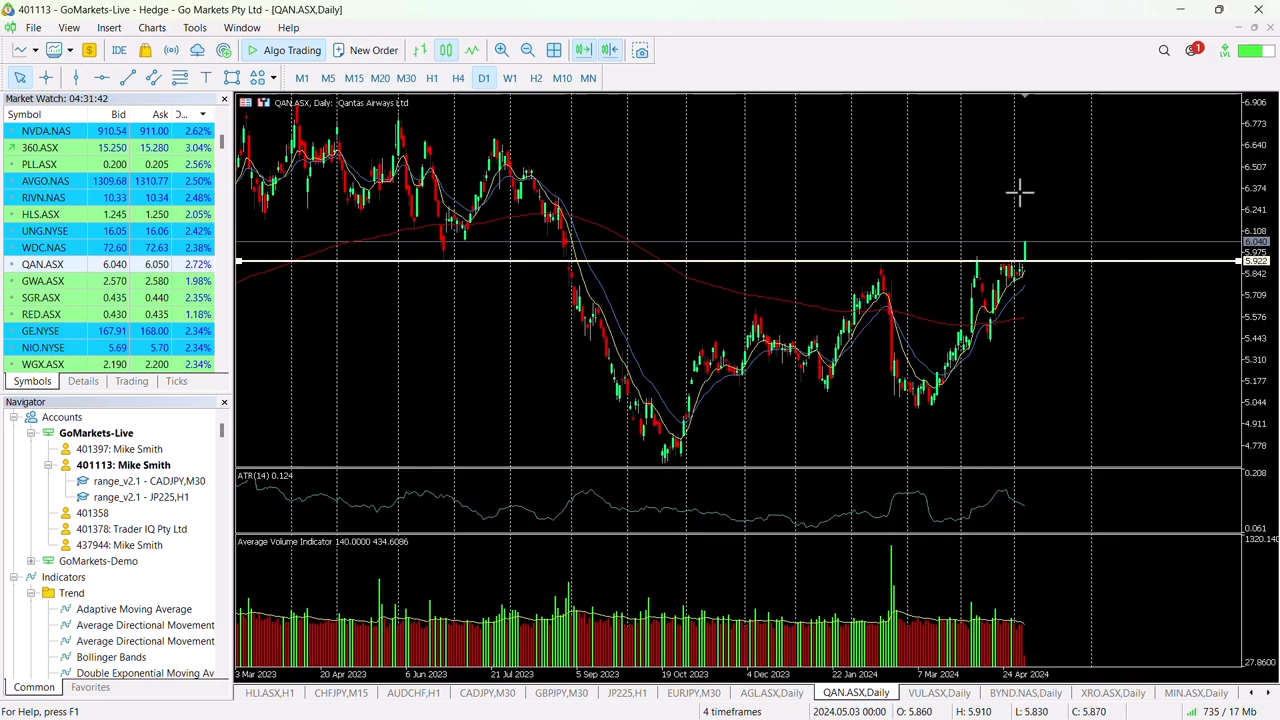 401113 - GoMarkets-Live - Hedge - Go Markets Pty Ltd - [QAN.ASX,Daily]
File View Insert Charts Tools Window Help
IDE Algo Trading New Order 1 LVL
M1 M5 M15 M20 M30 H1 H4 D1 W1 H2 M10 MN
Market Watch: 04:31:42
Symbol Bid Ask D...
NVDA.NAS 910.54 911.00 2.62%
360.ASX 15.250 15.280 3.04%
PLL.ASX 0.200 0.205 2.56%
AVGO.NAS 1309.68 1310.77 2.50%
RIVN.NAS 10.33 10.34 2.48%
HLS.ASX 1.245 1.250 2.05%
UNG.NYSE 16.05 16.06 2.42%
WDC.NAS 72.60 72.63 2.38%
QAN.ASX 6.040 6.050 2.72%
GWA.ASX 2.570 2.580 1.98%
SGR.ASX 0.435 0.440 2.35%
RED.ASX 0.430 0.435 1.18%
GE.NYSE 167.91 168.00 2.34%
NIO.NYSE 5.69 5.70 2.34%
WGX.ASX 2.190 2.200 2.34%
Symbols Details Trading Ticks
Navigator
Accounts
GoMarkets-Live
401397: Mike Smith
401113: Mike Smith
range_v2.1 - CADJPY,M30
range_v2.1 - JP225,H1
401358
401378: Trader IQ Pty Ltd
437944: Mike Smith
GoMarkets-Demo
Indicators
Trend
Adaptive Moving Average
Average Directional Movement
Average Directional Movement
Bollinger Bands
Double Exponential Moving Av
Common Favorites
QAN.ASX, Daily: Qantas Airways Ltd
6.906
6.773
6.640
6.507
6.374
6.241
6.108
6.040
5.975
5.922
5.842
5.709
5.576
5.443
5.310
5.177
5.044
4.911
4.778
ATR(14) 0.124
0.208
0.061
Average Volume Indicator 140.0000 434.6086
1320.140
27.8600
3 Mar 2023 20 Apr 2023 6 Jun 2023 21 Jul 2023 5 Sep 2023 19 Oct 2023 4 Dec 2023 22 Jan 2024 7 Mar 2024 24 Apr 2024
HLI.ASX,H1 CHFJPY,M15 AUDCHF,H1 CADJPY,M30 GBPJPY,M30 JP225,H1 EURJPY,M30 AGL.ASX,Daily QAN.ASX,Daily VUL.ASX,Daily BYND.NAS,Daily XRO.ASX,Daily MIN.ASX,Daily
For Help, press F1 4 timeframes 2024.05.03 00:00 O: 5.860 H: 5.910 L: 5.830 C: 5.870 735 / 17 Mb